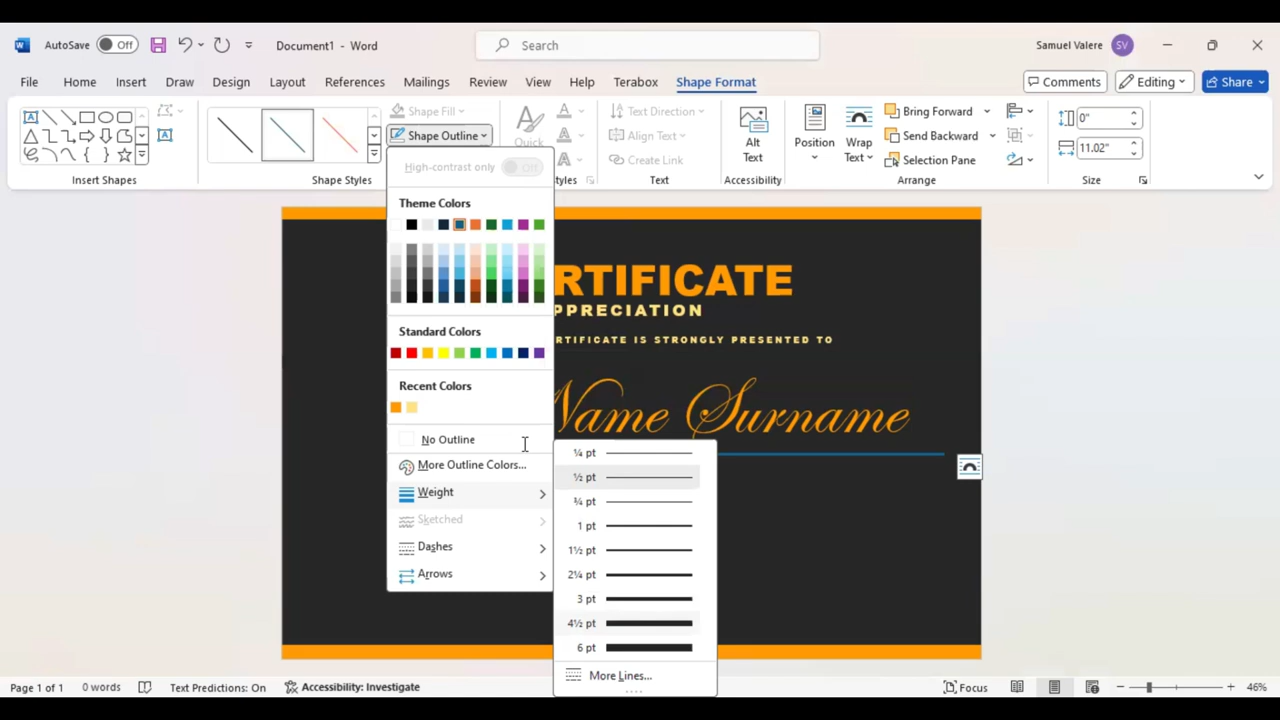 AutoSave Off Document1 - Word Search Samuel Valere SV
File Home Insert Draw Design Layout References Mailings Review View Help Terabox Shape Format Comments Editing Share
Shape Fill
Shape Outline
Quick
Text Direction
Align Text
Create Link
Alt
Text
Position
Wrap
Text
Bring Forward
Send Backward
Selection Pane
0"
11.02"
Insert Shapes Shape Styles Text Accessibility Arrange Size
High-contrast only Off
Theme Colors
Standard Colors
Recent Colors
No Outline
More Outline Colors...
Weight
Sketched
Dashes
Arrows
¼ pt
½ pt
¾ pt
1 pt
1½ pt
2¼ pt
3 pt
4½ pt
6 pt
More Lines...
RTIFICATE
PPRECIATION
RTIFICATE IS STRONGLY PRESENTED TO
Name Surname
Page 1 of 1 0 words Text Predictions: On Accessibility: Investigate Focus 46%